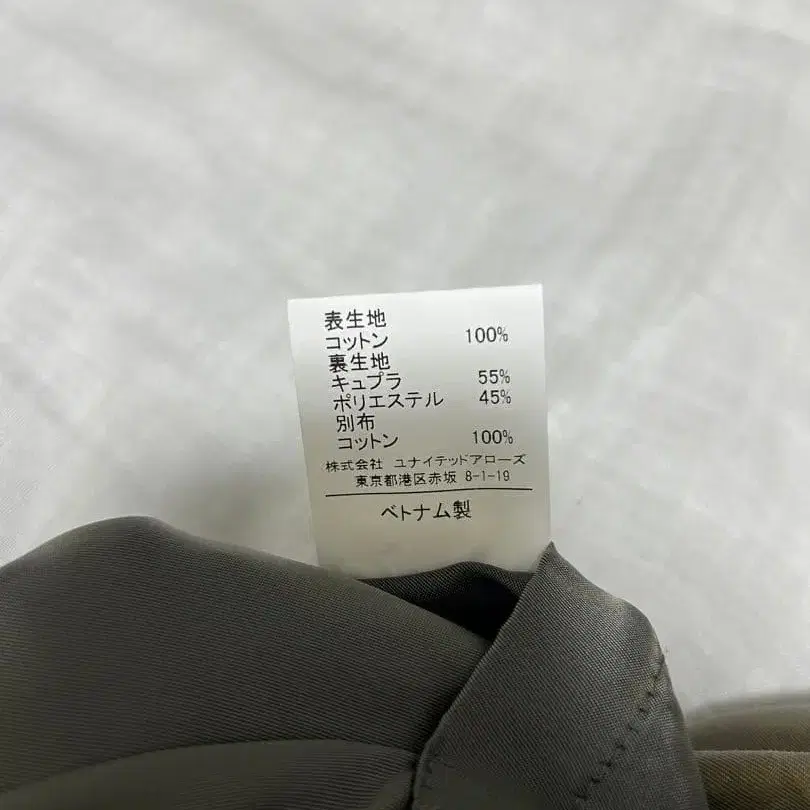 表生地
コットン 100%
裏生地
キュプラ 55%
ポリエステル 45%
別布
コットン 100%
株式会社 ユナイテッドアローズ
東京都港区赤坂 8-1-19
ベトナム製